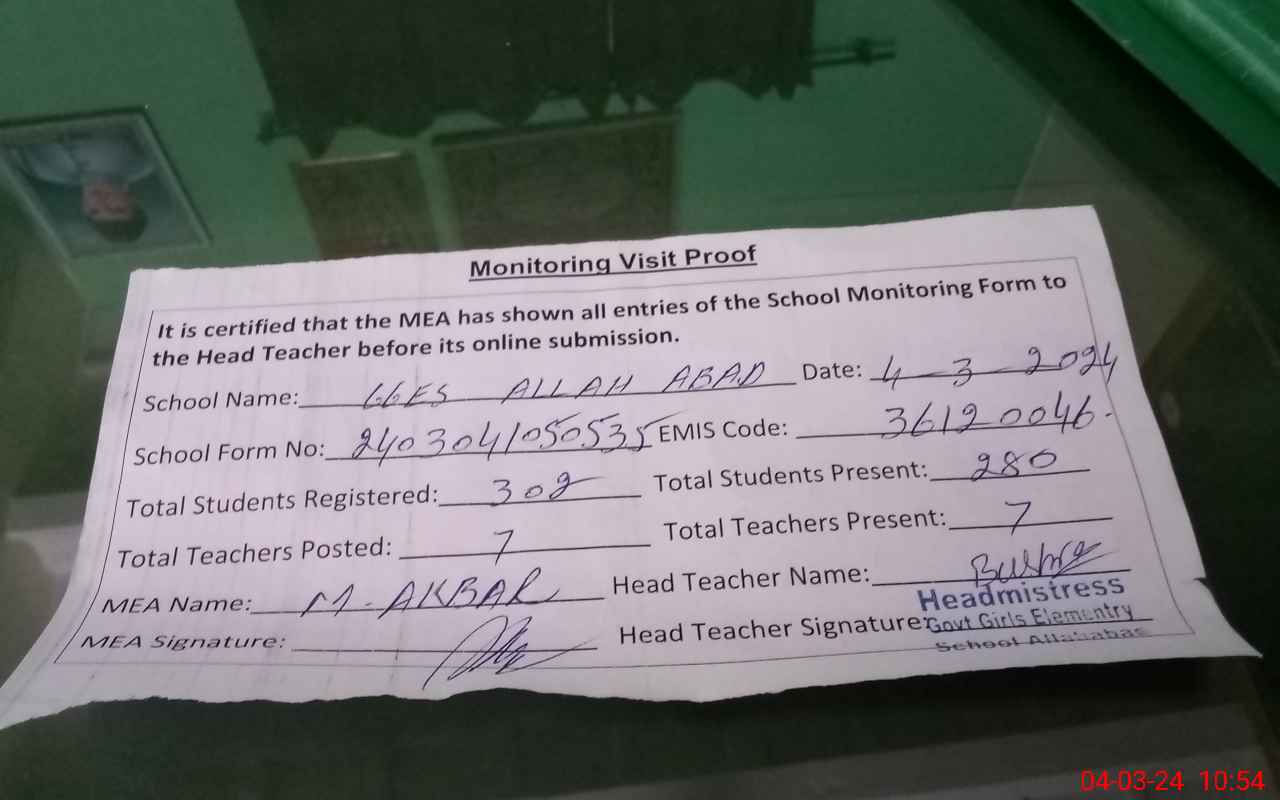 Monitoring Visit Proof
It is certified that the MEA has shown all entries of the School Monitoring Form to
the Head Teacher before its online submission.
School Name: GGES ALLAH ABAD Date: 4-3-2024
School Form No: 2403041050535 EMIS Code: 36120046.
Total Students Registered: 302 Total Students Present: 280
Total Teachers Posted: 7 Total Teachers Present: 7
MEA Name: M. AKBAR Head Teacher Name: Bushra
Headmistress
MEA Signature: Head Teacher Signature:
Govt Girls Elementry
School Allahabad
04-03-24 10:54